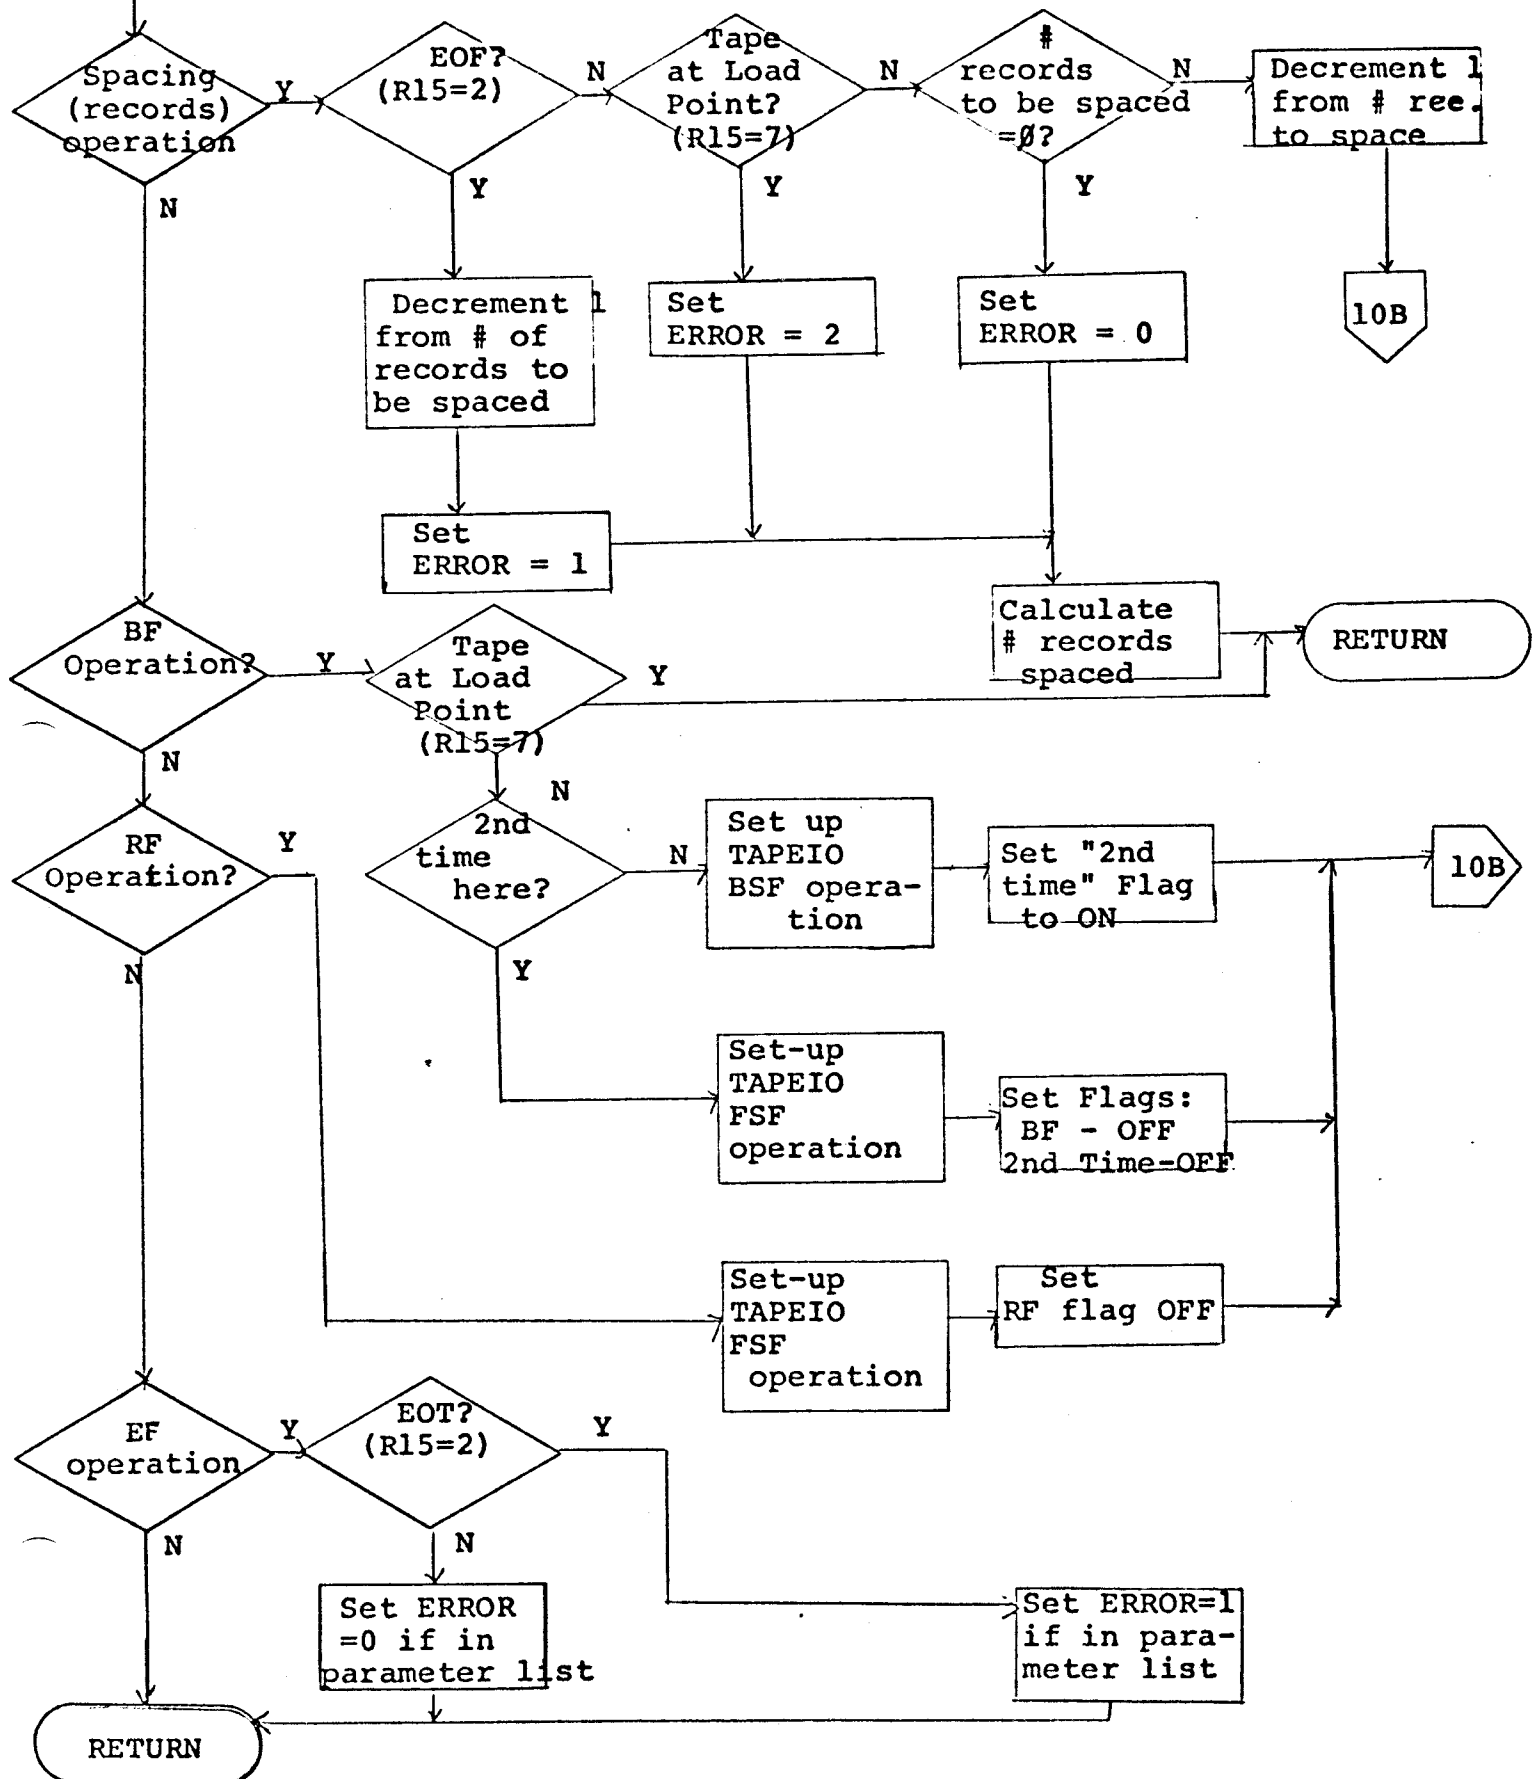 Spacing
(records)
operation
Y
N
EOF?
(R15=2)
N
Y
Tape
at Load
Point?
(R15=7)
N
Y
#
records
to be spaced
=Ø?
N
Y
Decrement 1
from # ree.
to space
10B
Decrement 1
from # of
records to
be spaced
Set
ERROR = 2
Set
ERROR = 0
Set
ERROR = 1
Calculate
# records
spaced
RETURN
BF
Operation?
Y
N
Tape
at Load
Point
(R15=7)
Y
N
RF
Operation?
Y
N
2nd
time
here?
N
Y
Set up
TAPEIO
BSF opera-
tion
Set "2nd
time" Flag
to ON
10B
Set-up
TAPEIO
FSF
operation
Set Flags:
BF - OFF
2nd Time-OFF
Set-up
TAPEIO
FSF
operation
Set
RF flag OFF
EF
operation
Y
N
EOT?
(R15=2)
Y
N
Set ERROR
=0 if in
parameter list
Set ERROR=1
if in para-
meter list
RETURN